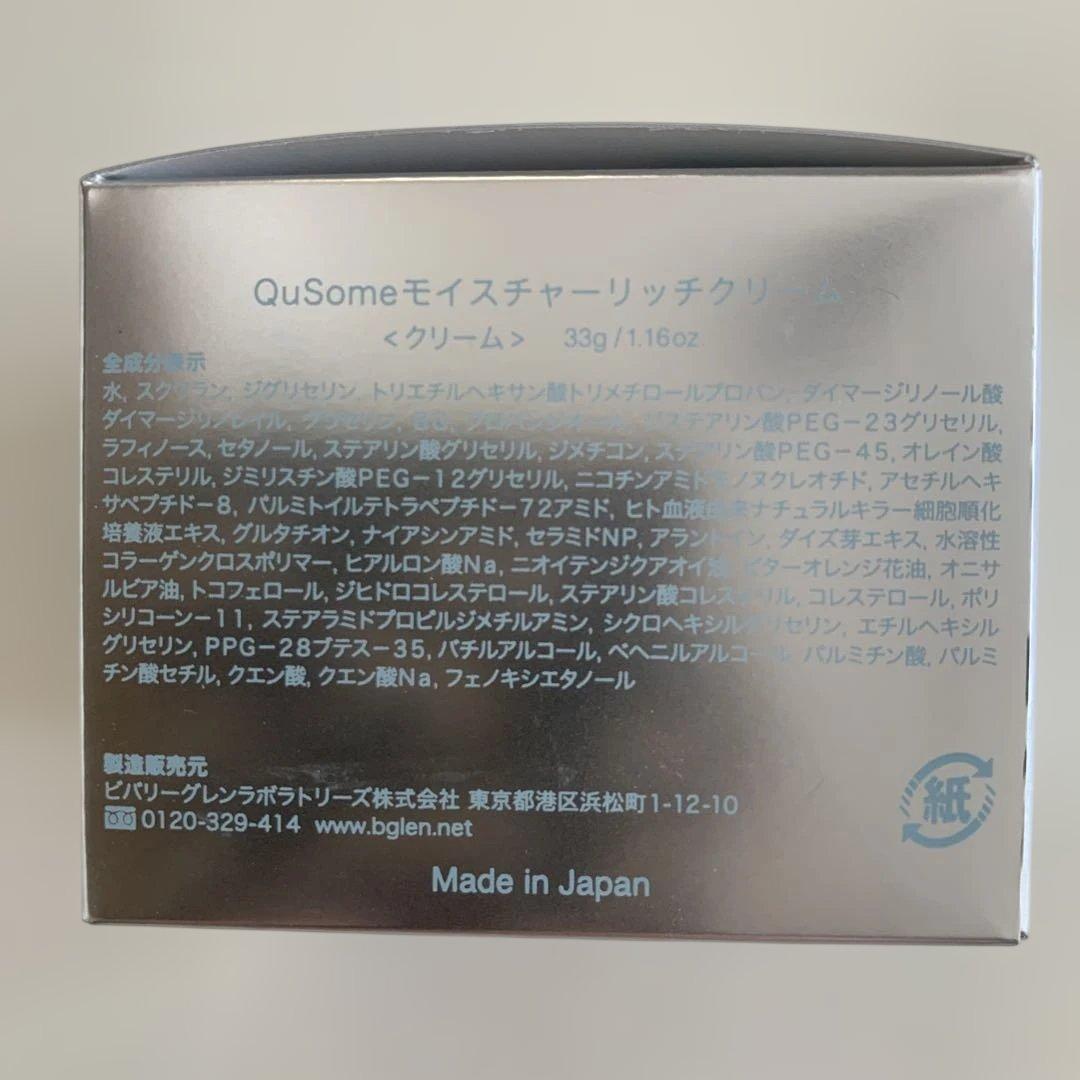 QuSomeモイスチャーリッチクリーム
<クリーム> 33g/1.16oz
全成分表示
水, スクワラン, ジグリセリン, トリエチルヘキサン酸トリメチロールプロパン, ダイマージリノール酸
ダイマージリノレイル, グリセリン, BG, プロパンジオール, ジステアリン酸PEG-23グリセリル,
ラフィノース, セタノール, ステアリン酸グリセリル, ジメチコン, ステアリン酸PEG-45, オレイン酸
コレステリル, ジミリスチン酸PEG-12グリセリル, ニコチンアミドモノヌクレオチド, アセチルヘキ
サペプチド-8, パルミトイルテトラペプチド-72アミド, ヒト血液由来ナチュラルキラー細胞順化
培養液エキス, グルタチオン, ナイアシンアミド, セラミドNP, アラントイン, ダイズ芽エキス, 水溶性
コラーゲンクロスポリマー, ヒアルロン酸Na, ニオイテンジクアオイ油, ビターオレンジ花油, オニサ
ルビア油, トコフェロール, ジヒドロコレステロール, ステアリン酸コレステリル, コレステロール, ポリ
シリコーン-11, ステアラミドプロピルジメチルアミン, シクロヘキシルグリセリン, エチルヘキシル
グリセリン, PPG-28ブテス-35, バチルアルコール, ベヘニルアルコール, パルミチン酸, パルミ
チン酸セチル, クエン酸, クエン酸Na, フェノキシエタノール
製造販売元
ビバリーグレンラボラトリーズ株式会社 東京都港区浜松町1-12-10
0120-329-414 www.bglen.net
紙
Made in Japan